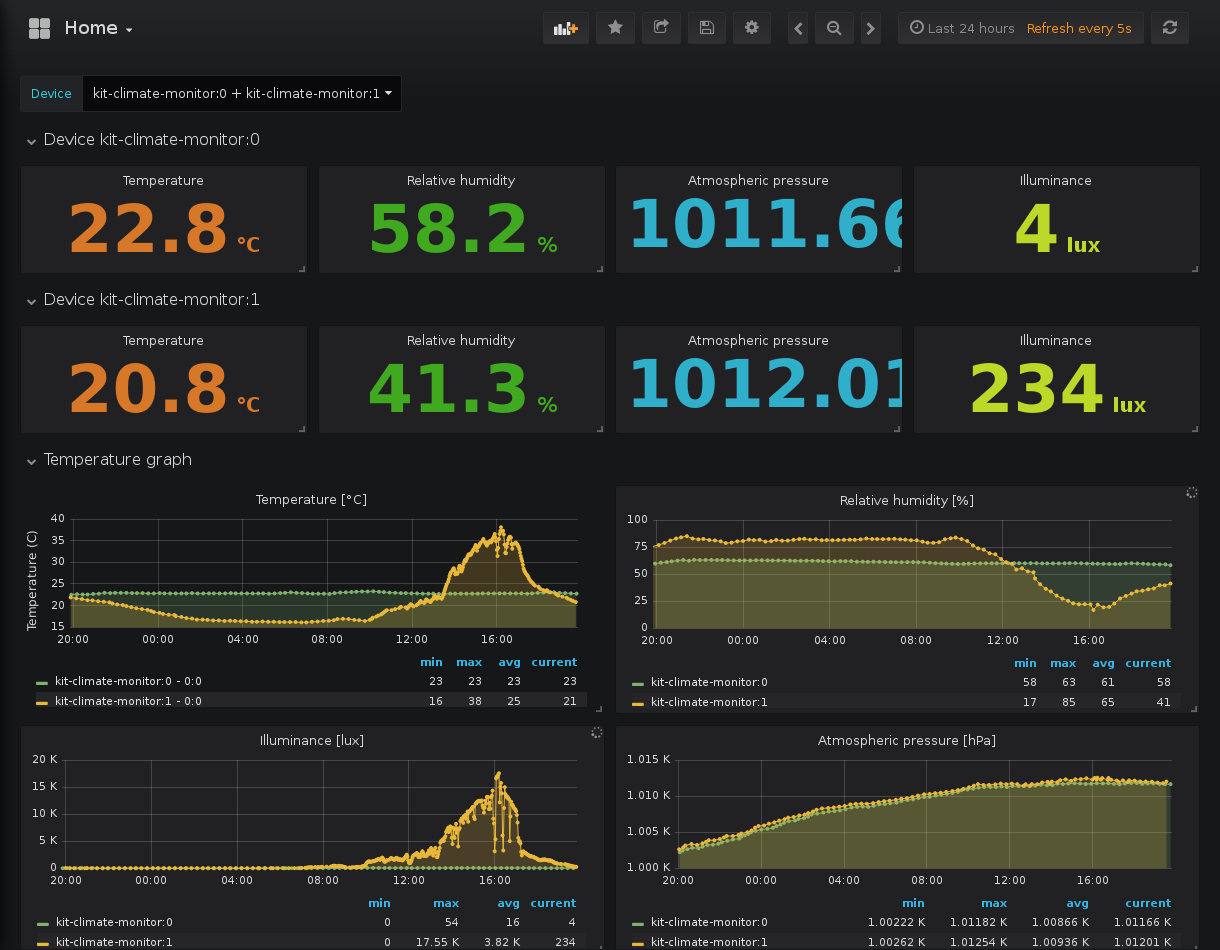 Home
Last 24 hours Refresh every 5s
Device kit-climate-monitor:0 + kit-climate-monitor:1
Device kit-climate-monitor:0
Temperature Relative humidity Atmospheric pressure Illuminance
22.8 °C 58.2 % 1011.66 4 lux
Device kit-climate-monitor:1
Temperature Relative humidity Atmospheric pressure Illuminance
20.8 °C 41.3 % 1012.01 234 lux
Temperature graph
Temperature [°C]
Temperature (C)
40
35
30
25
20
15
20:00 00:00 04:00 08:00 12:00 16:00
min max avg current
kit-climate-monitor:0 - 0:0 23 23 23 23
kit-climate-monitor:1 - 0:0 16 38 25 21
Relative humidity [%]
100
75
50
25
0
20:00 00:00 04:00 08:00 12:00 16:00
min max avg current
kit-climate-monitor:0 58 63 61 58
kit-climate-monitor:1 17 85 65 41
Illuminance [lux]
20 K
15 K
10 K
5 K
0
20:00 00:00 04:00 08:00 12:00 16:00
min max avg current
kit-climate-monitor:0 0 54 16 4
kit-climate-monitor:1 0 17.55 K 3.82 K 234
Atmospheric pressure [hPa]
1.015 K
1.010 K
1.005 K
1.000 K
20:00 00:00 04:00 08:00 12:00 16:00
min max avg current
kit-climate-monitor:0 1.00222 K 1.01182 K 1.00866 K 1.01166 K
kit-climate-monitor:1 1.00262 K 1.01254 K 1.00936 K 1.01201 K